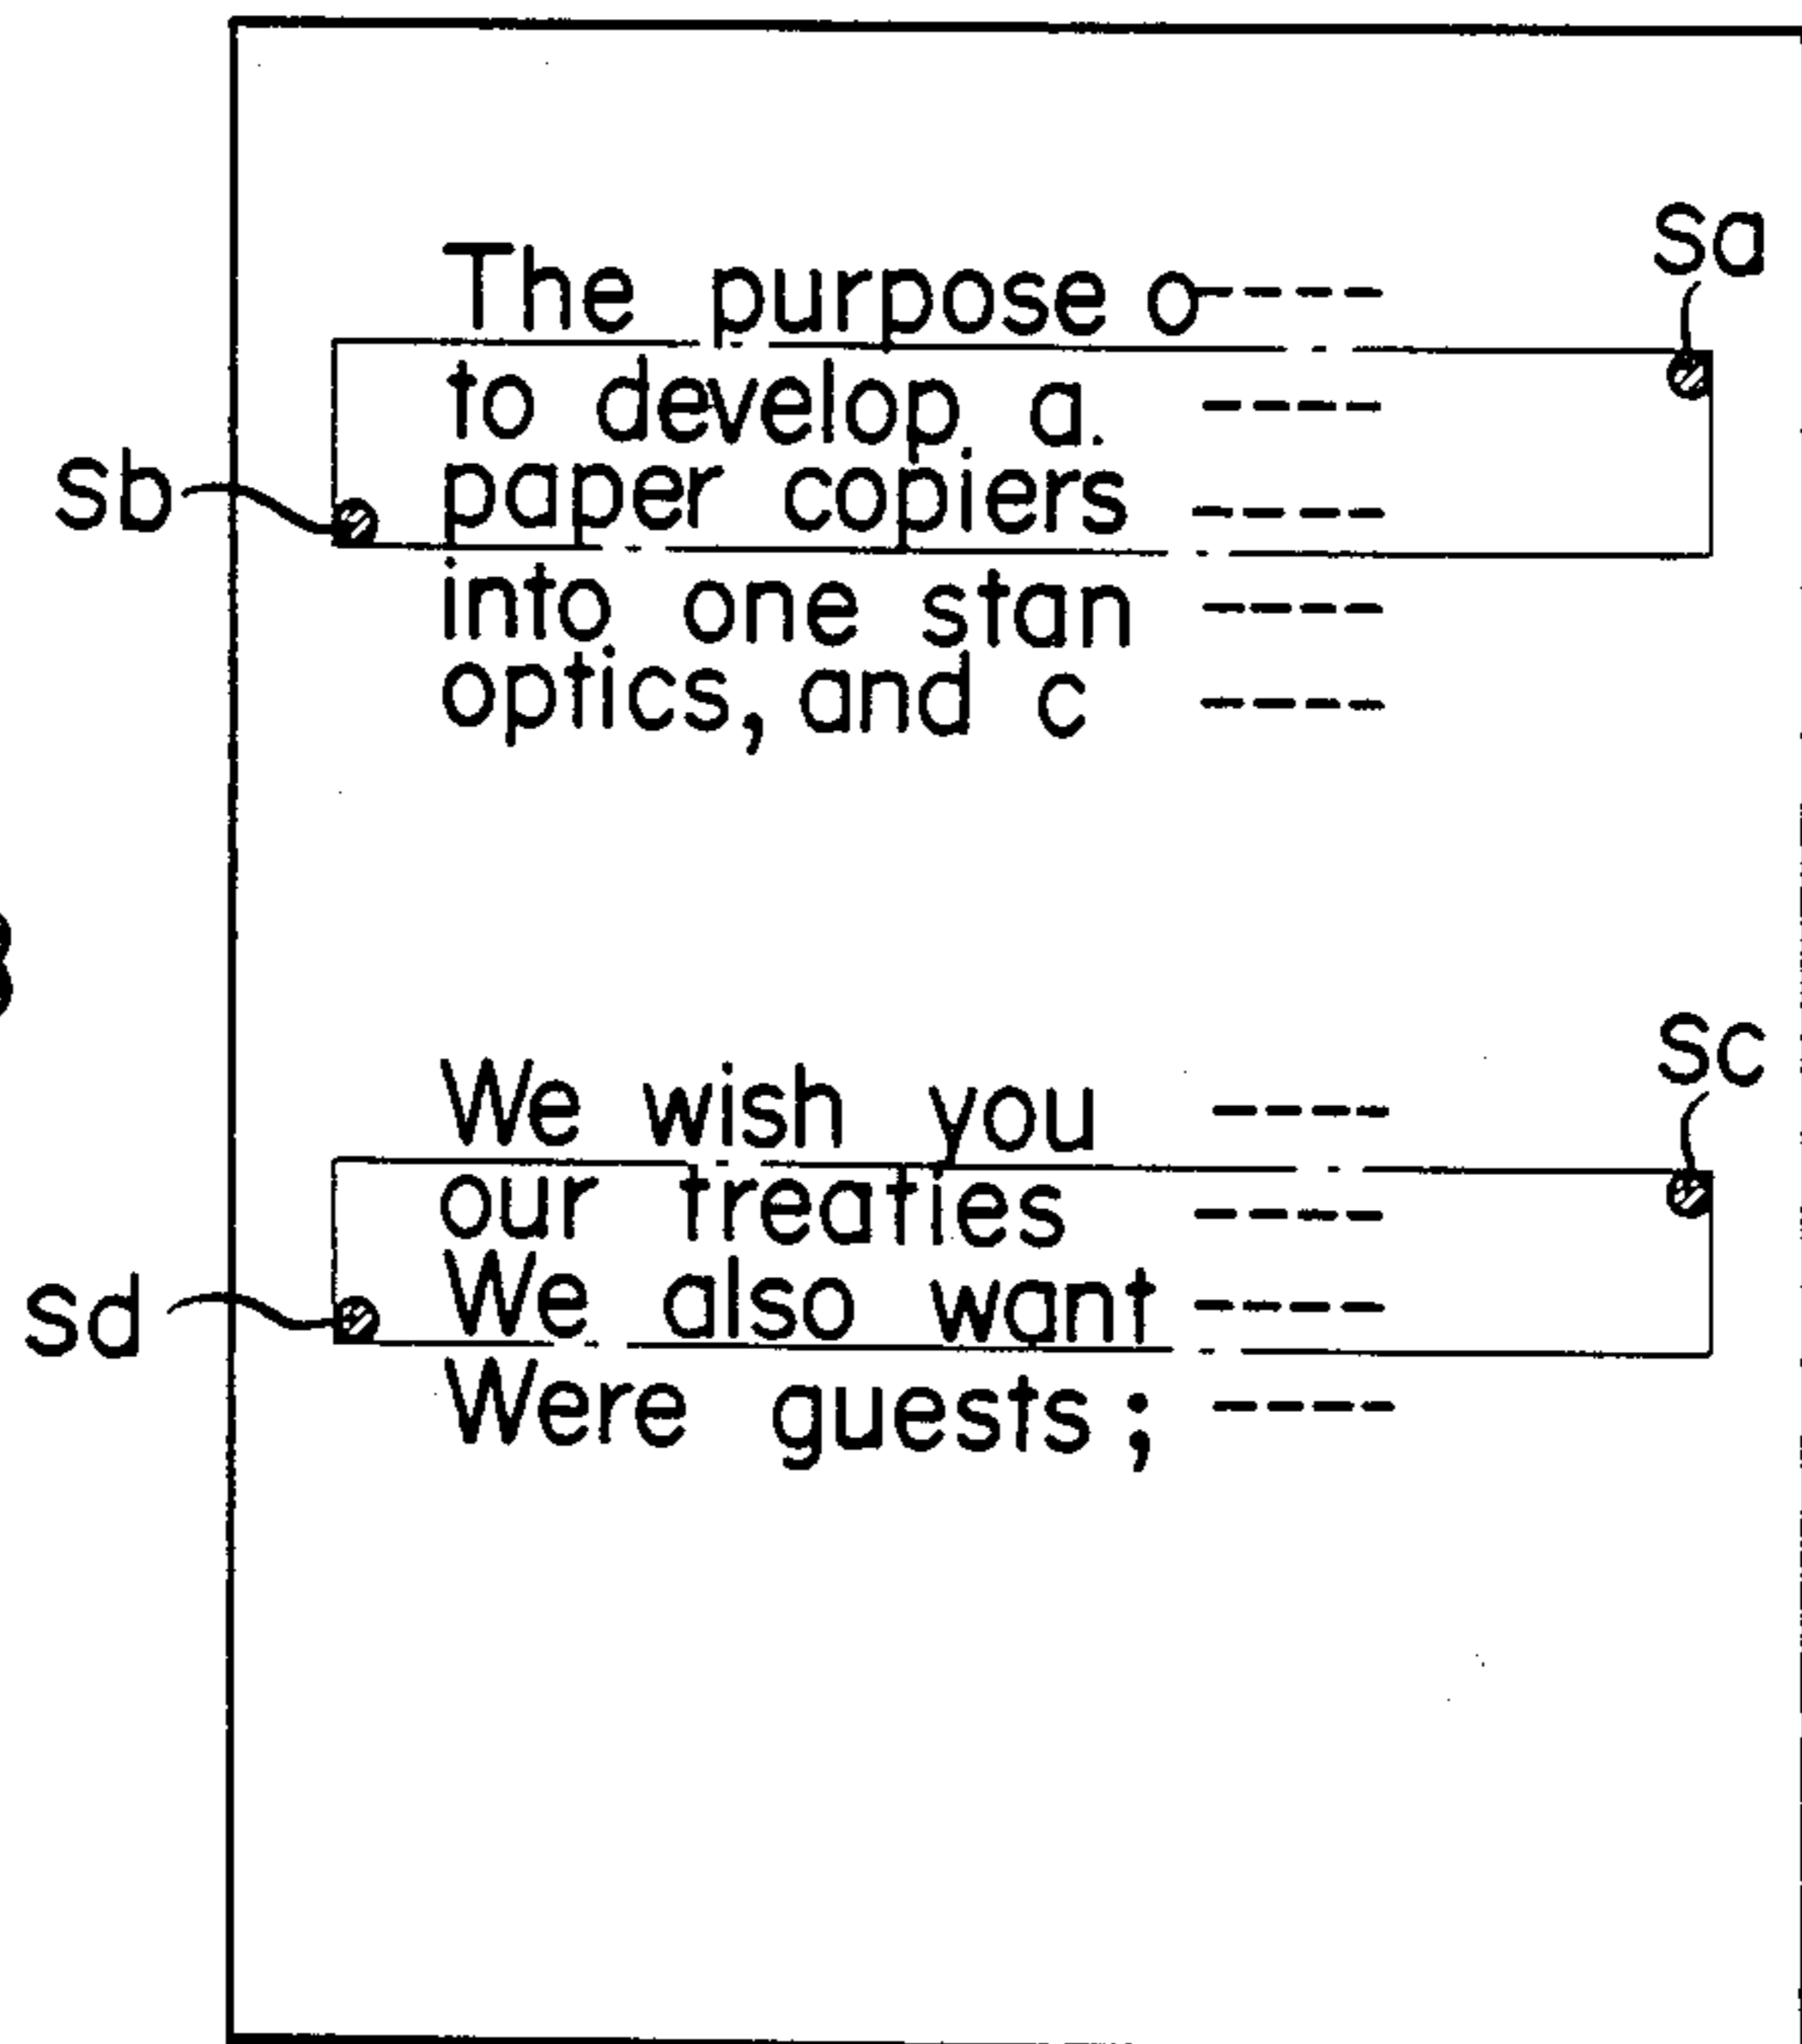 sa
The purpose o----
to develop a. ----
sb
paper copiers ----
into one stan ----
optics, and c ----
sc
We wish you ----
our treaties ----
sd
We also want ----
Were guests; ----